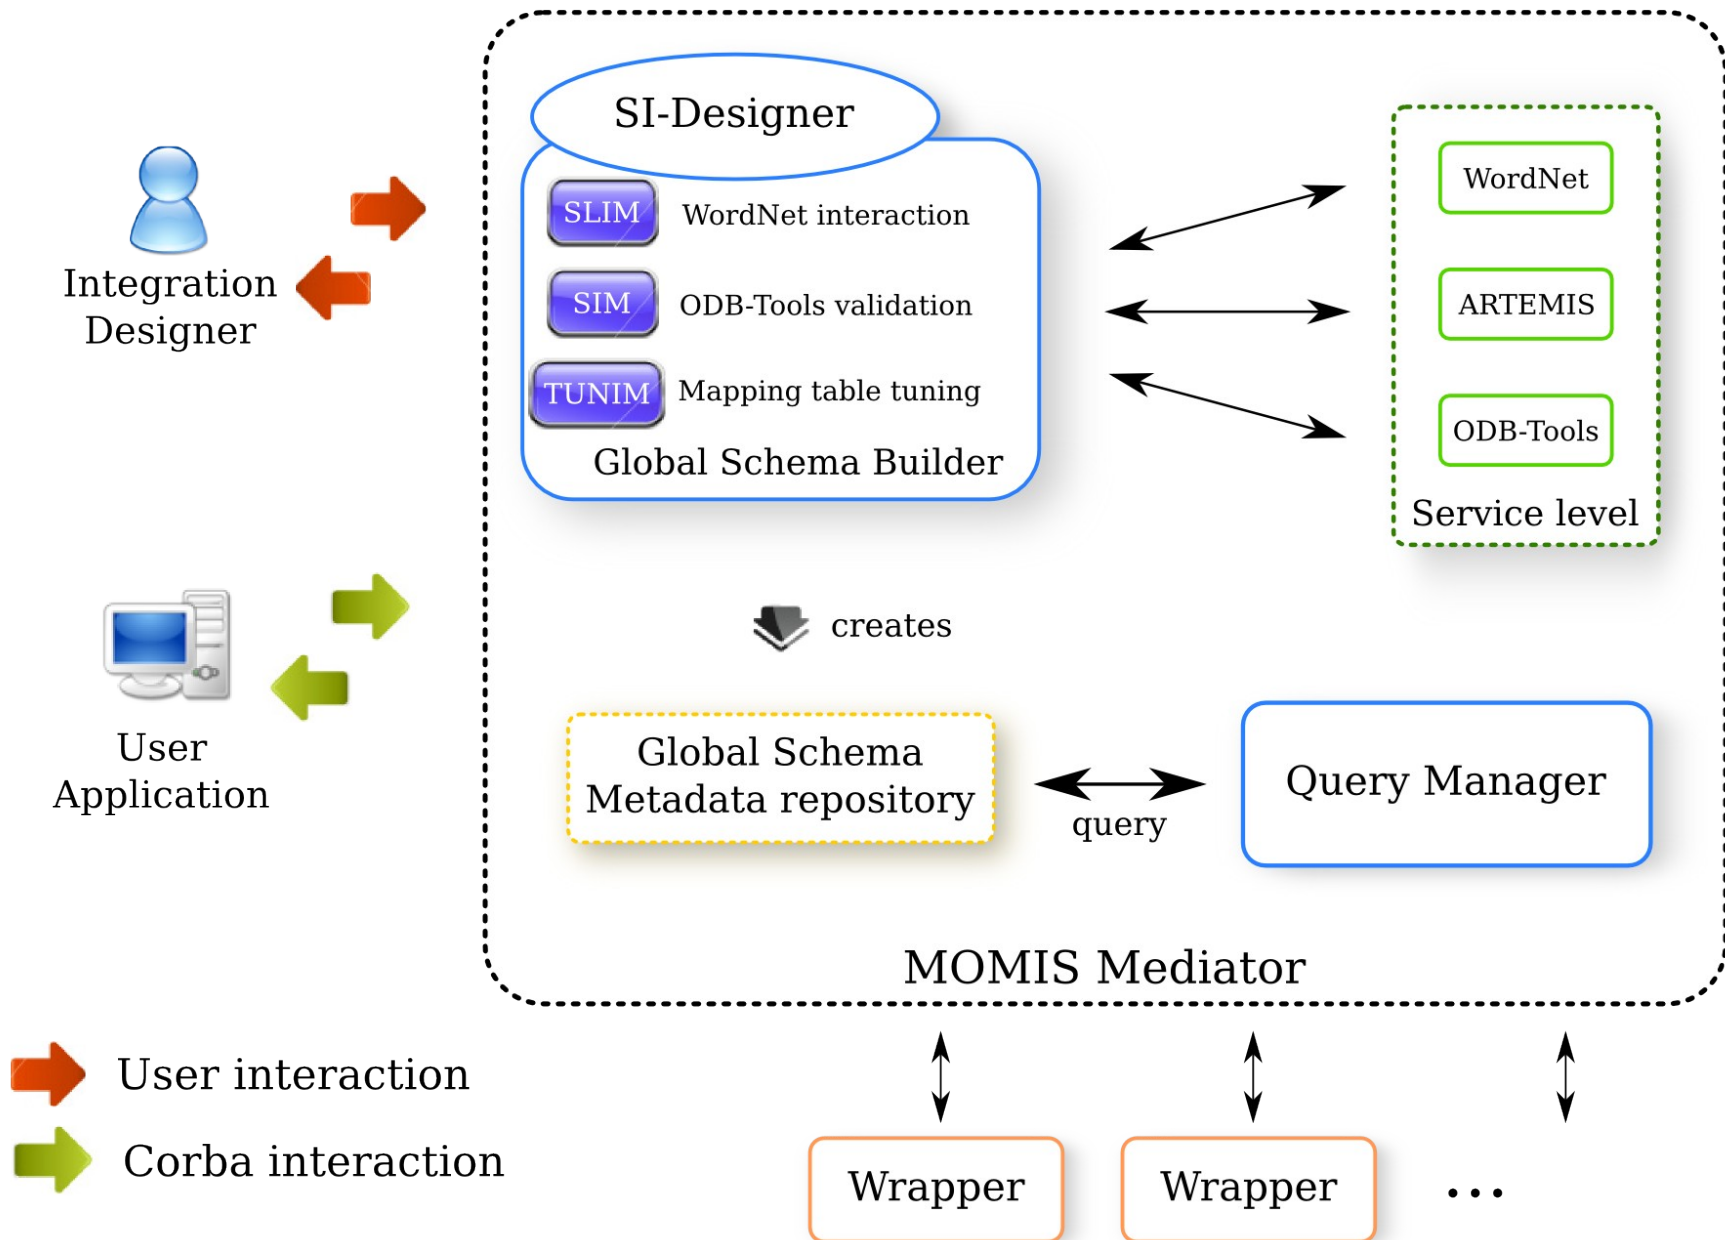 SI-Designer
SLIM WordNet interaction
SIM ODB-Tools validation
TUNIM Mapping table tuning
Global Schema Builder
WordNet
ARTEMIS
ODB-Tools
Service level
Integration
Designer
creates
User
Application
Global Schema
Metadata repository
query
Query Manager
MOMIS Mediator
User interaction
Corba interaction
Wrapper
Wrapper
...